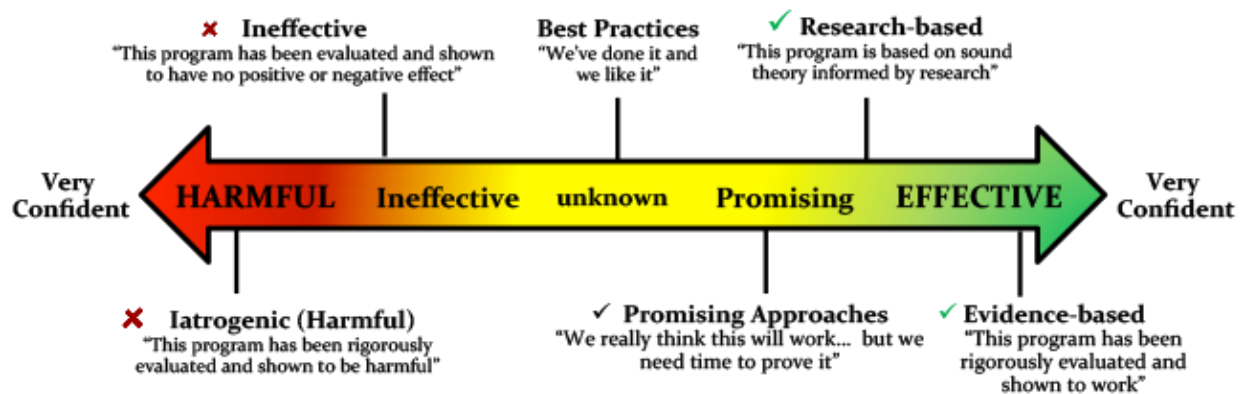 ✗ Ineffective
“This program has been evaluated and shown
to have no positive or negative effect”
Best Practices
“We’ve done it and
we like it”
✓ Research-based
“This program is based on sound
theory informed by research”
Very
Confident
HARMFUL
Ineffective
unknown
Promising
EFFECTIVE
Very
Confident
✗ Iatrogenic (Harmful)
“This program has been rigorously
evaluated and shown to be harmful”
✓ Promising Approaches
“We really think this will work... but we
need time to prove it”
✓ Evidence-based
“This program has been
rigorously evaluated and
shown to work”